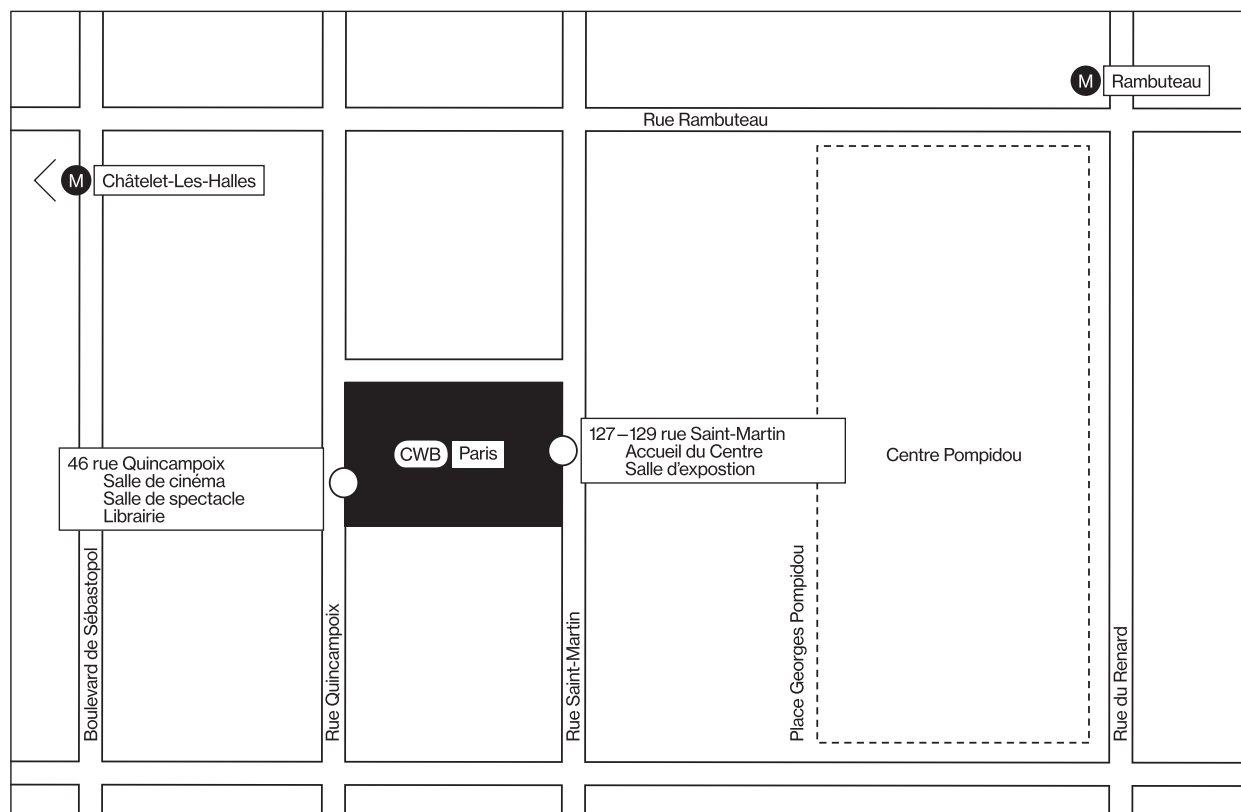 M Rambuteau
Rue Rambuteau
M Châtelet-Les-Halles
127–129 rue Saint-Martin
Accueil du Centre
Salle d’expostion
CWB Paris
Centre Pompidou
46 rue Quincampoix
Salle de cinéma
Salle de spectacle
Librairie
Boulevard de Sébastopol
Rue Quincampoix
Rue Saint-Martin
Place Georges Pompidou
Rue du Renard